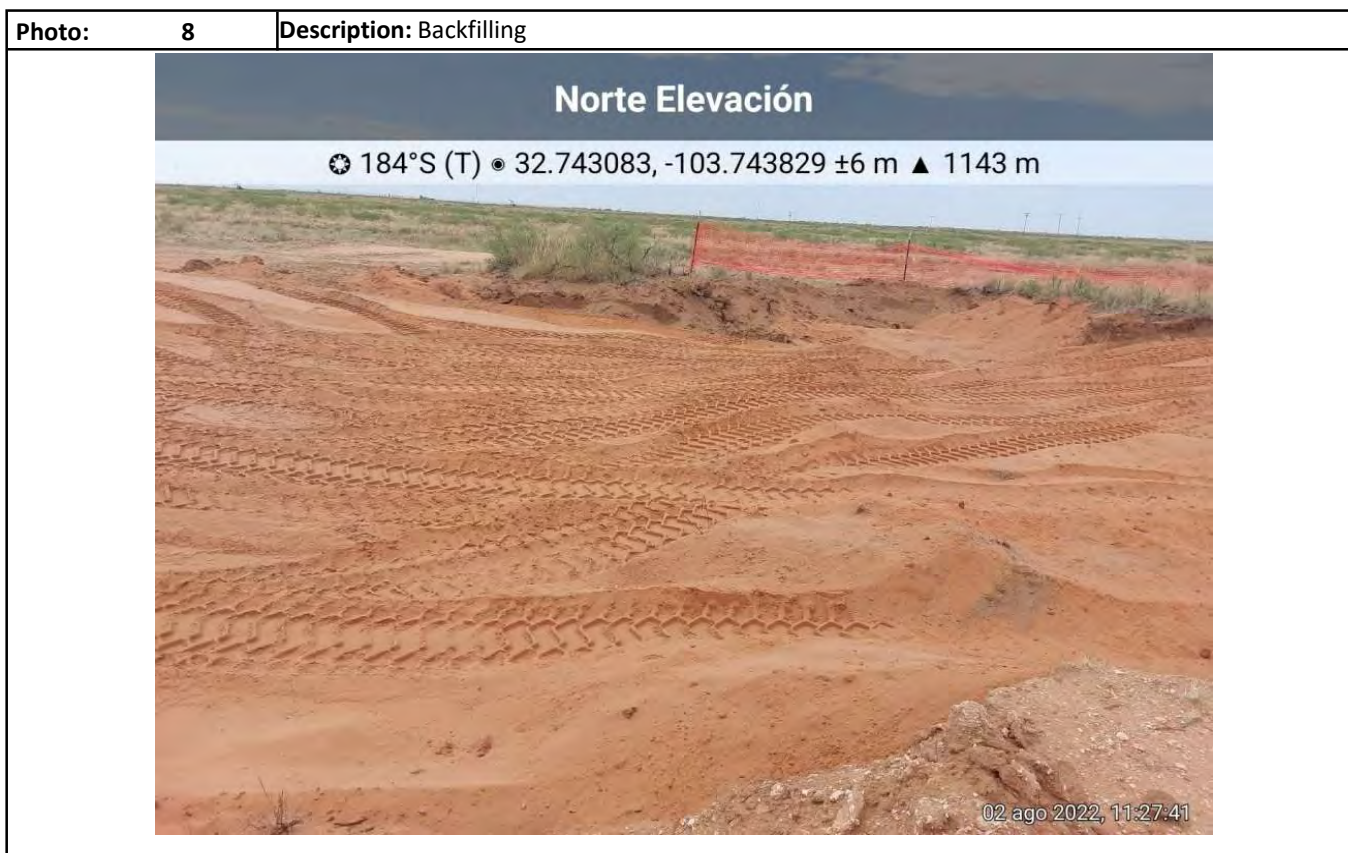 Photo: 8 Description: Backfilling
Norte Elevación
184°S (T) ◉ 32.743083, -103.743829 ±6 m ▲ 1143 m
02 ago 2022, 11:27:41